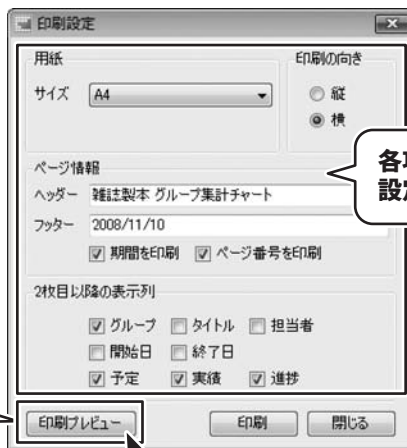 印刷設定
用紙
サイズ A4
印刷の向き
縦
横
ページ情報
ヘッダー 雑誌製本 グループ集計チャート
フッター 2008/11/10
期間を印刷 ページ番号を印刷
各項
設定
2枚目以降の表示列
グループ タイトル 担当者
開始日 終了日
予定 実績 進捗
印刷プレビュー 印刷 閉じる